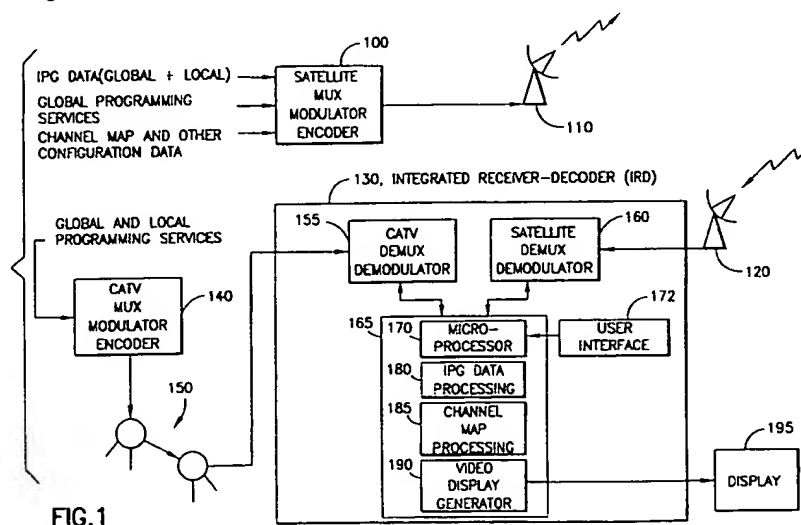 100
IPG DATA(GLOBAL + LOCAL)
GLOBAL PROGRAMMING
SERVICES
CHANNEL MAP AND OTHER
CONFIGURATION DATA
SATELLITE
MUX
MODULATOR
ENCODER
110
130, INTEGRATED RECEIVER-DECODER (IRD)
GLOBAL AND LOCAL
PROGRAMMING SERVICES
155
CATV
DEMUX
DEMODULATOR
160
SATELLITE
DEMUX
DEMODULATOR
120
CATV
MUX
MODULATOR
ENCODER
140
165
170
MICRO-
PROCESSOR
172
USER
INTERFACE
180
IPG DATA
PROCESSING
185
CHANNEL
MAP
PROCESSING
190
VIDEO
DISPLAY
GENERATOR
195
DISPLAY
150
FIG.1